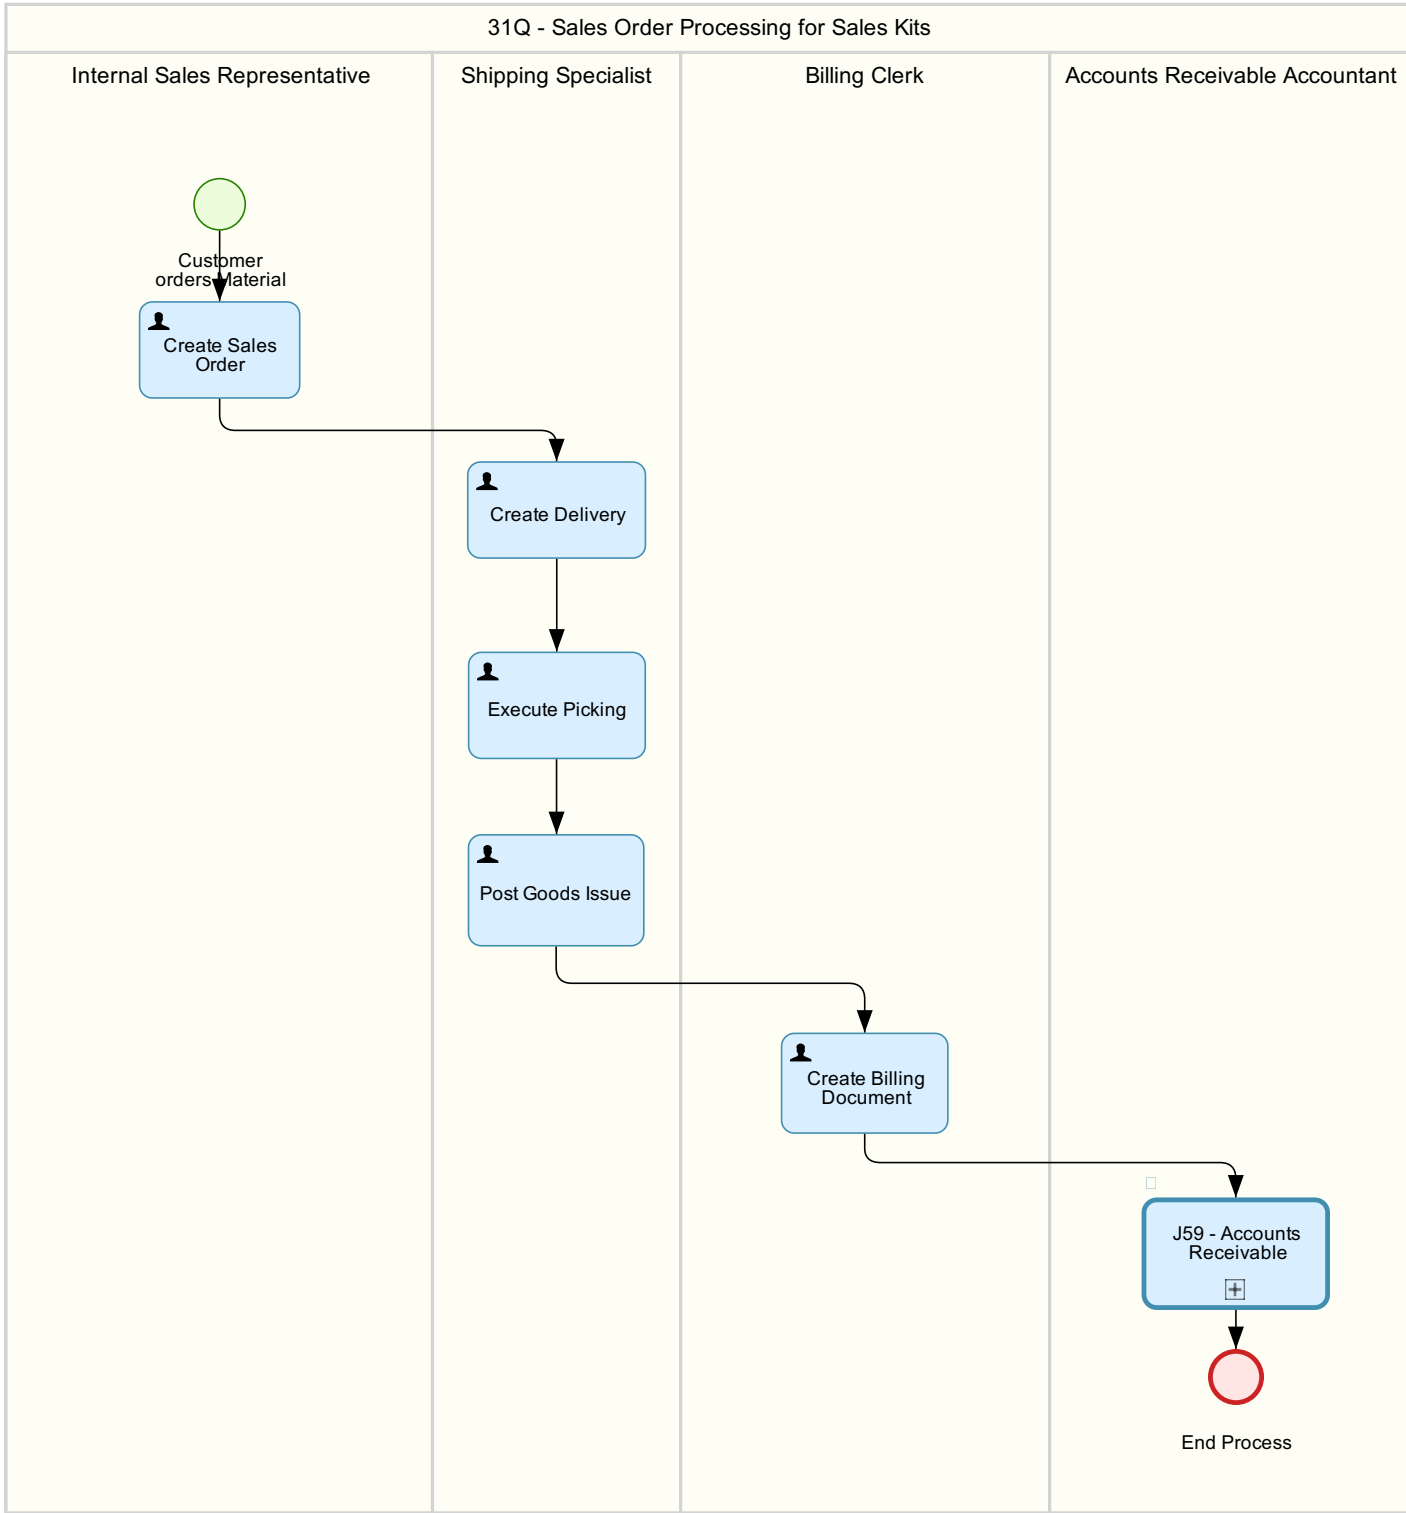 31Q - Sales Order Processing for Sales Kits
Internal Sales Representative
Shipping Specialist
Billing Clerk
Accounts Receivable Accountant
Customer
orders Material
Create Sales
Order
Create Delivery
Execute Picking
Post Goods Issue
Create Billing
Document
J59 - Accounts
Receivable
End Process